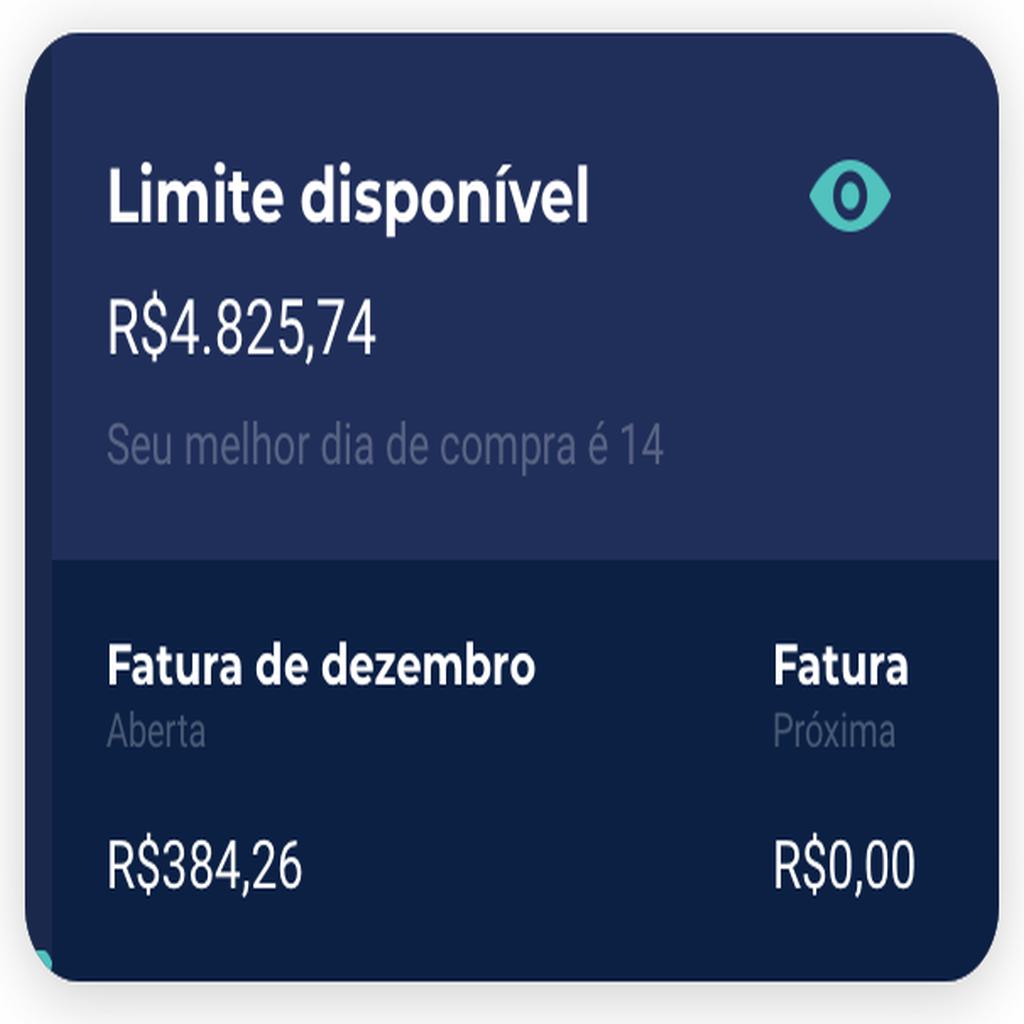 Limite disponível
R$4.825,74
Seu melhor dia de compra é 14
Fatura de dezembro
Aberta
R$384,26
Fatura
Próxima
R$0,00